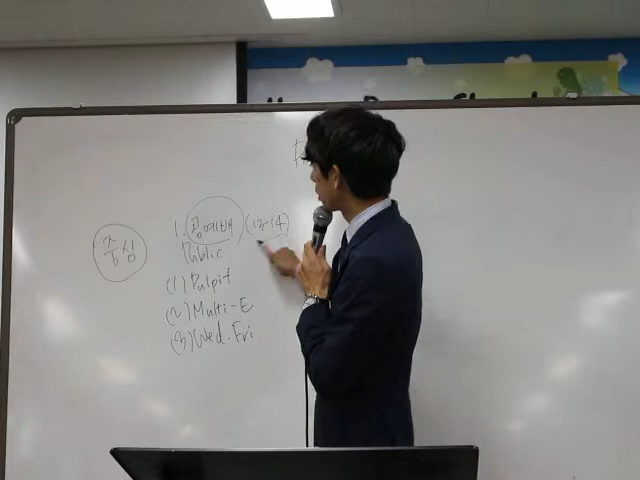 중심
1. 공예배 (13-14)
Public
(1) Pulpit
(2) Multi-E
(3) Wed. Fri